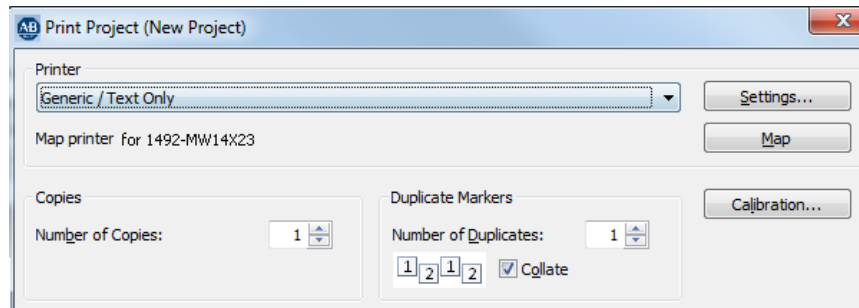 AB Print Project (New Project) X
Printer
Generic / Text Only
Settings...
Map printer for 1492-MW14X23
Map
Copies
Duplicate Markers
Calibration...
Number of Copies: 1
Number of Duplicates: 1
1 2 1 2 Collate